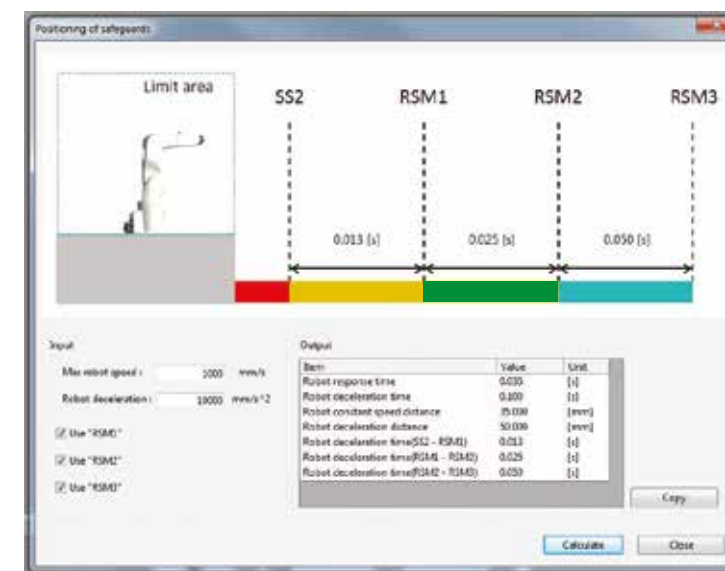 Positioning of safeguards
Limit area
SS2 RSM1 RSM2 RSM3
0.013 [s] 0.025 [s] 0.050 [s]
Input
Max robot speed : 1000 mm/s
Robot deceleration : 10000 mm/s^2
Use "RSM1"
Use "RSM2"
Use "RSM3"
Output
Item Value Unit
Robot response time 0.035 [s]
Robot deceleration time 0.100 [s]
Robot constant speed distance 35.000 [mm]
Robot deceleration distance 50.000 [mm]
Robot deceleration time(SS2 - RSM1) 0.013 [s]
Robot deceleration time(RSM1 - RSM2) 0.025 [s]
Robot deceleration time(RSM2 - RSM3) 0.050 [s]
Copy
Calculate Close